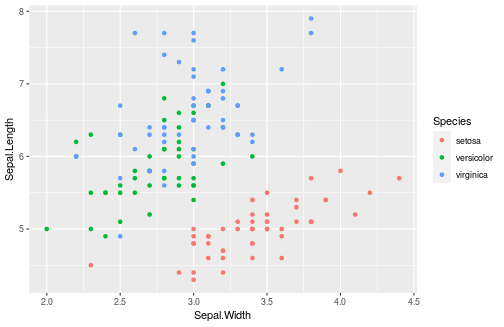 8
7
6
5
Sepal.Length
2.0 2.5 3.0 3.5 4.0 4.5
Sepal.Width
Species
setosa
versicolor
virginica